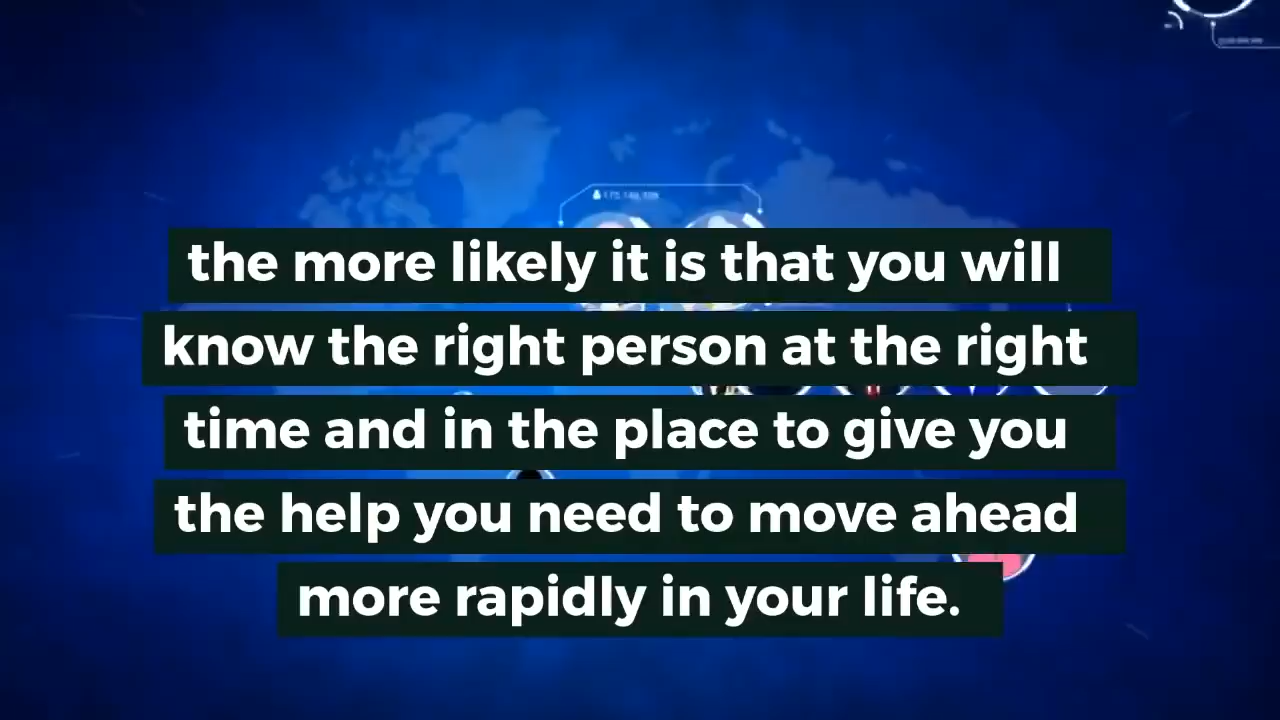 the more likely it is that you will
know the right person at the right
time and in the place to give you
the help you need to move ahead
more rapidly in your life.